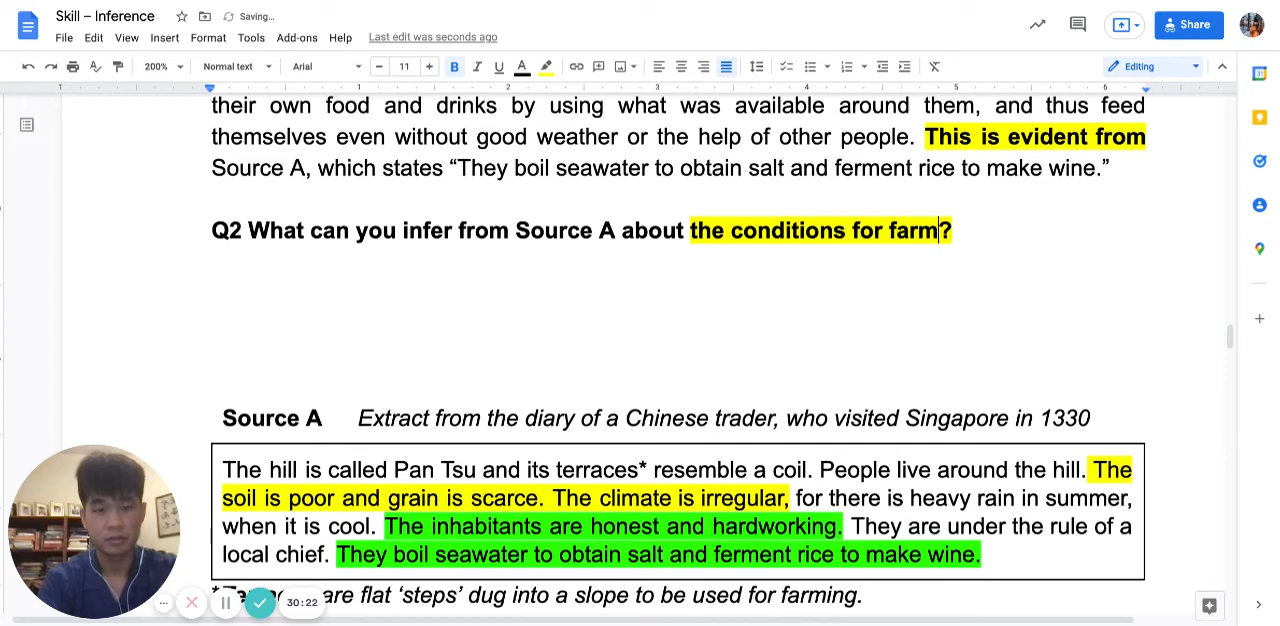 Skill – Inference
Saving...
File Edit View Insert Format Tools Add-ons Help Last edit was seconds ago
Share
200% Normal text Arial 11 B I U A Editing
1 1 2 3 4 5 6
their own food and drinks by using what was available around them, and thus feed
themselves even without good weather or the help of other people. This is evident from
Source A, which states “They boil seawater to obtain salt and ferment rice to make wine.”
Q2 What can you infer from Source A about the conditions for farm?
Source A Extract from the diary of a Chinese trader, who visited Singapore in 1330
The hill is called Pan Tsu and its terraces* resemble a coil. People live around the hill. The
soil is poor and grain is scarce. The climate is irregular, for there is heavy rain in summer,
when it is cool. The inhabitants are honest and hardworking. They are under the rule of a
local chief. They boil seawater to obtain salt and ferment rice to make wine.
are flat ‘steps’ dug into a slope to be used for farming.
30:22